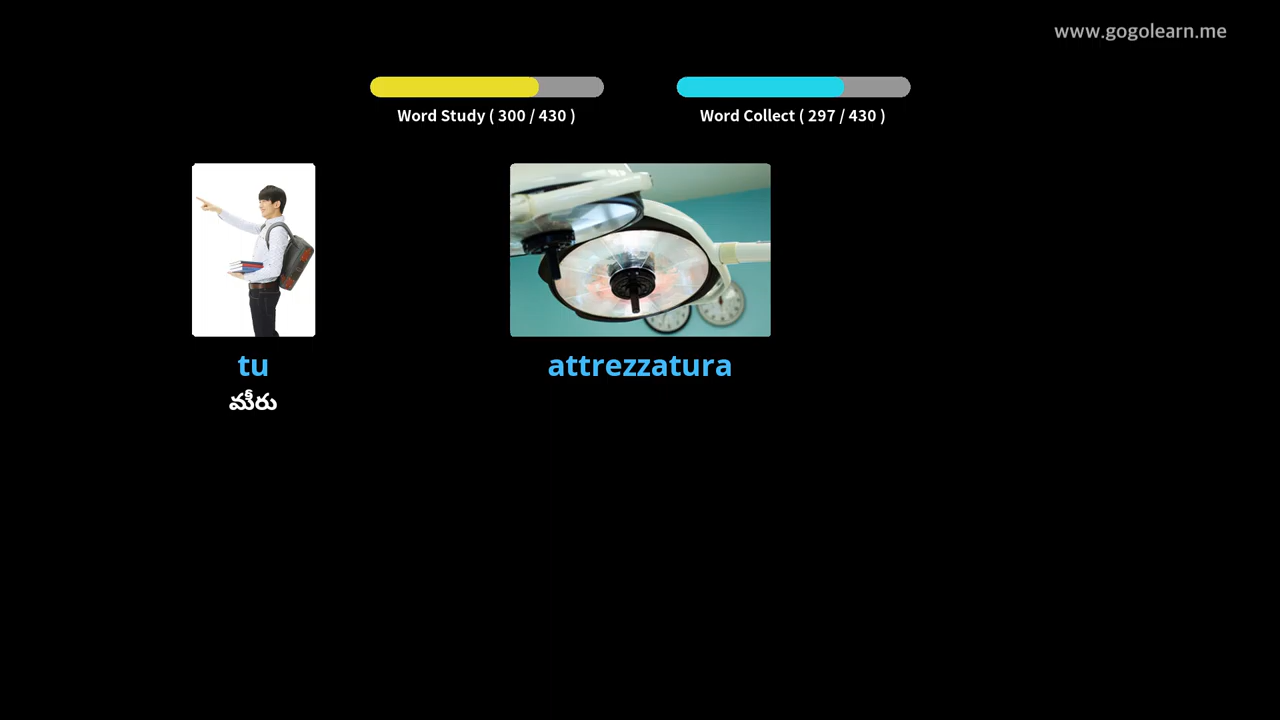 www.gogolearn.me
Word Study ( 300 / 430 )
Word Collect ( 297 / 430 )
tu
attrezzatura
మీరు